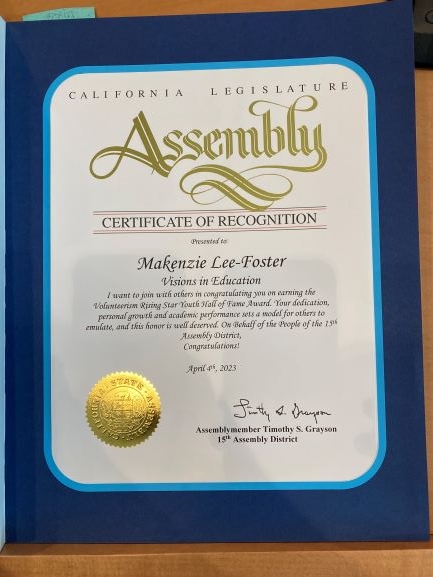 CALIFORNIA LEGISLATURE
Assembly
CERTIFICATE OF RECOGNITION
Presented to:
Makenzie Lee-Foster
Visions in Education
I want to join with others in congratulating you on earning the
Volunteerism Rising Star Youth Hall of Fame Award. Your dedication,
personal growth and academic performance sets a model for others to
emulate, and this honor is well deserved. On Behalf of the People of the 15th
Assembly District,
Congratulations!
April 4th, 2023
Timothy S. Grayson
Assemblymember Timothy S. Grayson
15th Assembly District